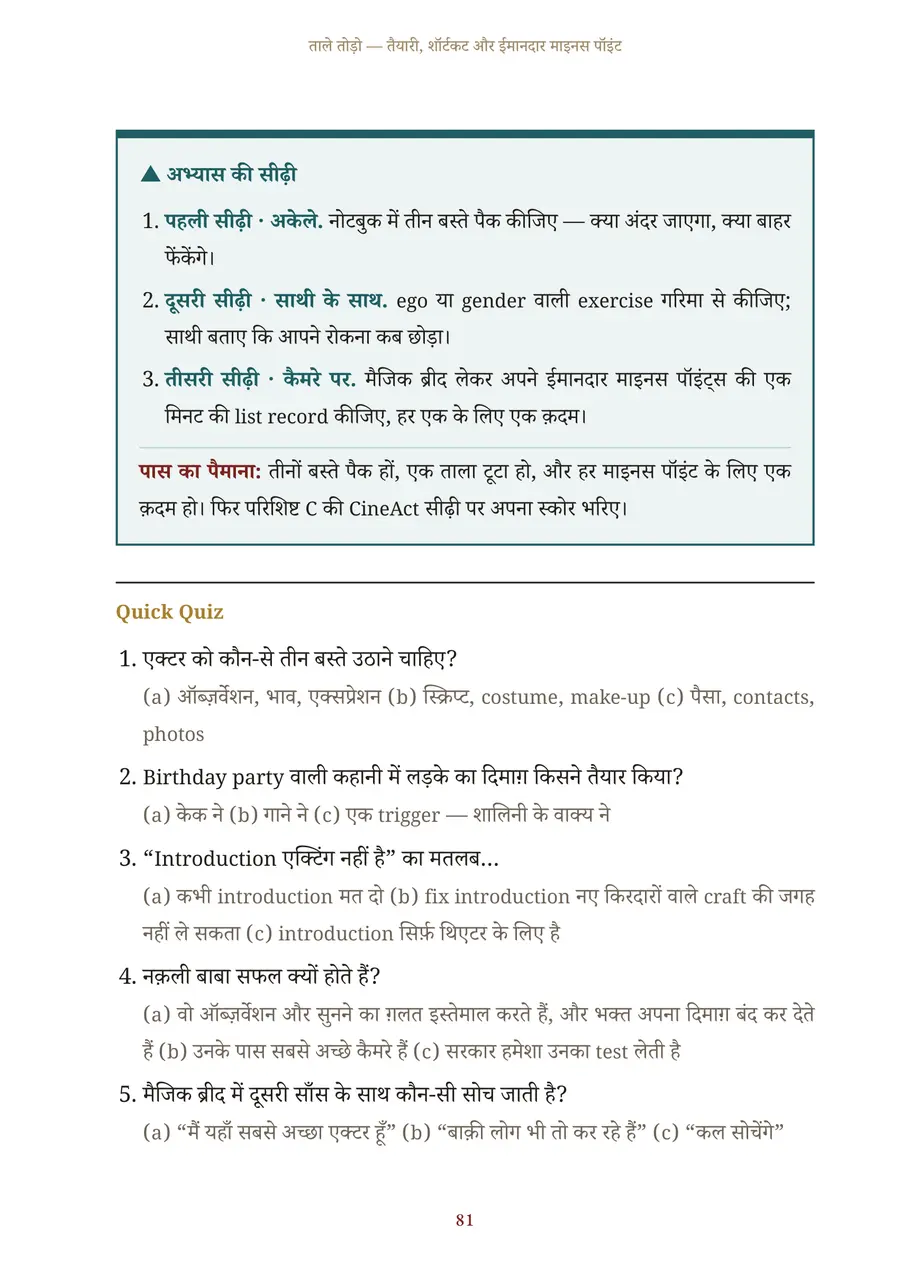 ताले तोड़ो — तैयारी, शॉर्टकट और ईमानदार माइनस पॉइंट
▲ अभ्यास की सीढ़ी
1. पहली सीढ़ी · अकेले. नोटबुक में तीन बस्ते पैक कीजिए — क्या अंदर जाएगा, क्या बाहर
फेंकेंगे।
2. दूसरी सीढ़ी · साथी के साथ. ego या gender वाली exercise गरिमा से कीजिए;
साथी बताए कि आपने रोकना कब छोड़ा।
3. तीसरी सीढ़ी · कैमरे पर. मैजिक ब्रीद लेकर अपने ईमानदार माइनस पॉइंट्स की एक
मिनट की list record कीजिए, हर एक के लिए एक क़दम।
पास का पैमाना: तीनों बस्ते पैक हों, एक ताला टूटा हो, और हर माइनस पॉइंट के लिए एक
क़दम हो। फिर परिशिष्ट C की CineAct सीढ़ी पर अपना स्कोर भरिए।
Quick Quiz
1. एक्टर को कौन-से तीन बस्ते उठाने चाहिए?
(a) ऑब्ज़र्वेशन, भाव, एक्सप्रेशन (b) स्क्रिप्ट, costume, make-up (c) पैसा, contacts,
photos
2. Birthday party वाली कहानी में लड़के का दिमाग़ किसने तैयार किया?
(a) केक ने (b) गाने ने (c) एक trigger — शालिनी के वाक्य ने
3. “Introduction एक्टिंग नहीं है” का मतलब…
(a) कभी introduction मत दो (b) fix introduction नए किरदारों वाले craft की जगह
नहीं ले सकता (c) introduction सिर्फ़ थिएटर के लिए है
4. नक़ली बाबा सफल क्यों होते हैं?
(a) वो ऑब्ज़र्वेशन और सुनने का ग़लत इस्तेमाल करते हैं, और भक्त अपना दिमाग़ बंद कर देते
हैं (b) उनके पास सबसे अच्छे कैमरे हैं (c) सरकार हमेशा उनका test लेती है
5. मैजिक ब्रीद में दूसरी साँस के साथ कौन-सी सोच जाती है?
(a) “मैं यहाँ सबसे अच्छा एक्टर हूँ” (b) “बाक़ी लोग भी तो कर रहे हैं” (c) “कल सोचेंगे”
81